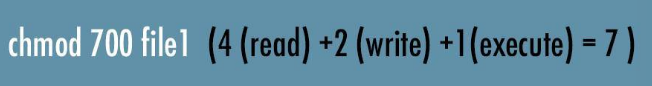 chmod 700 file1 (4 (read) +2 (write) +1(execute) = 7 )